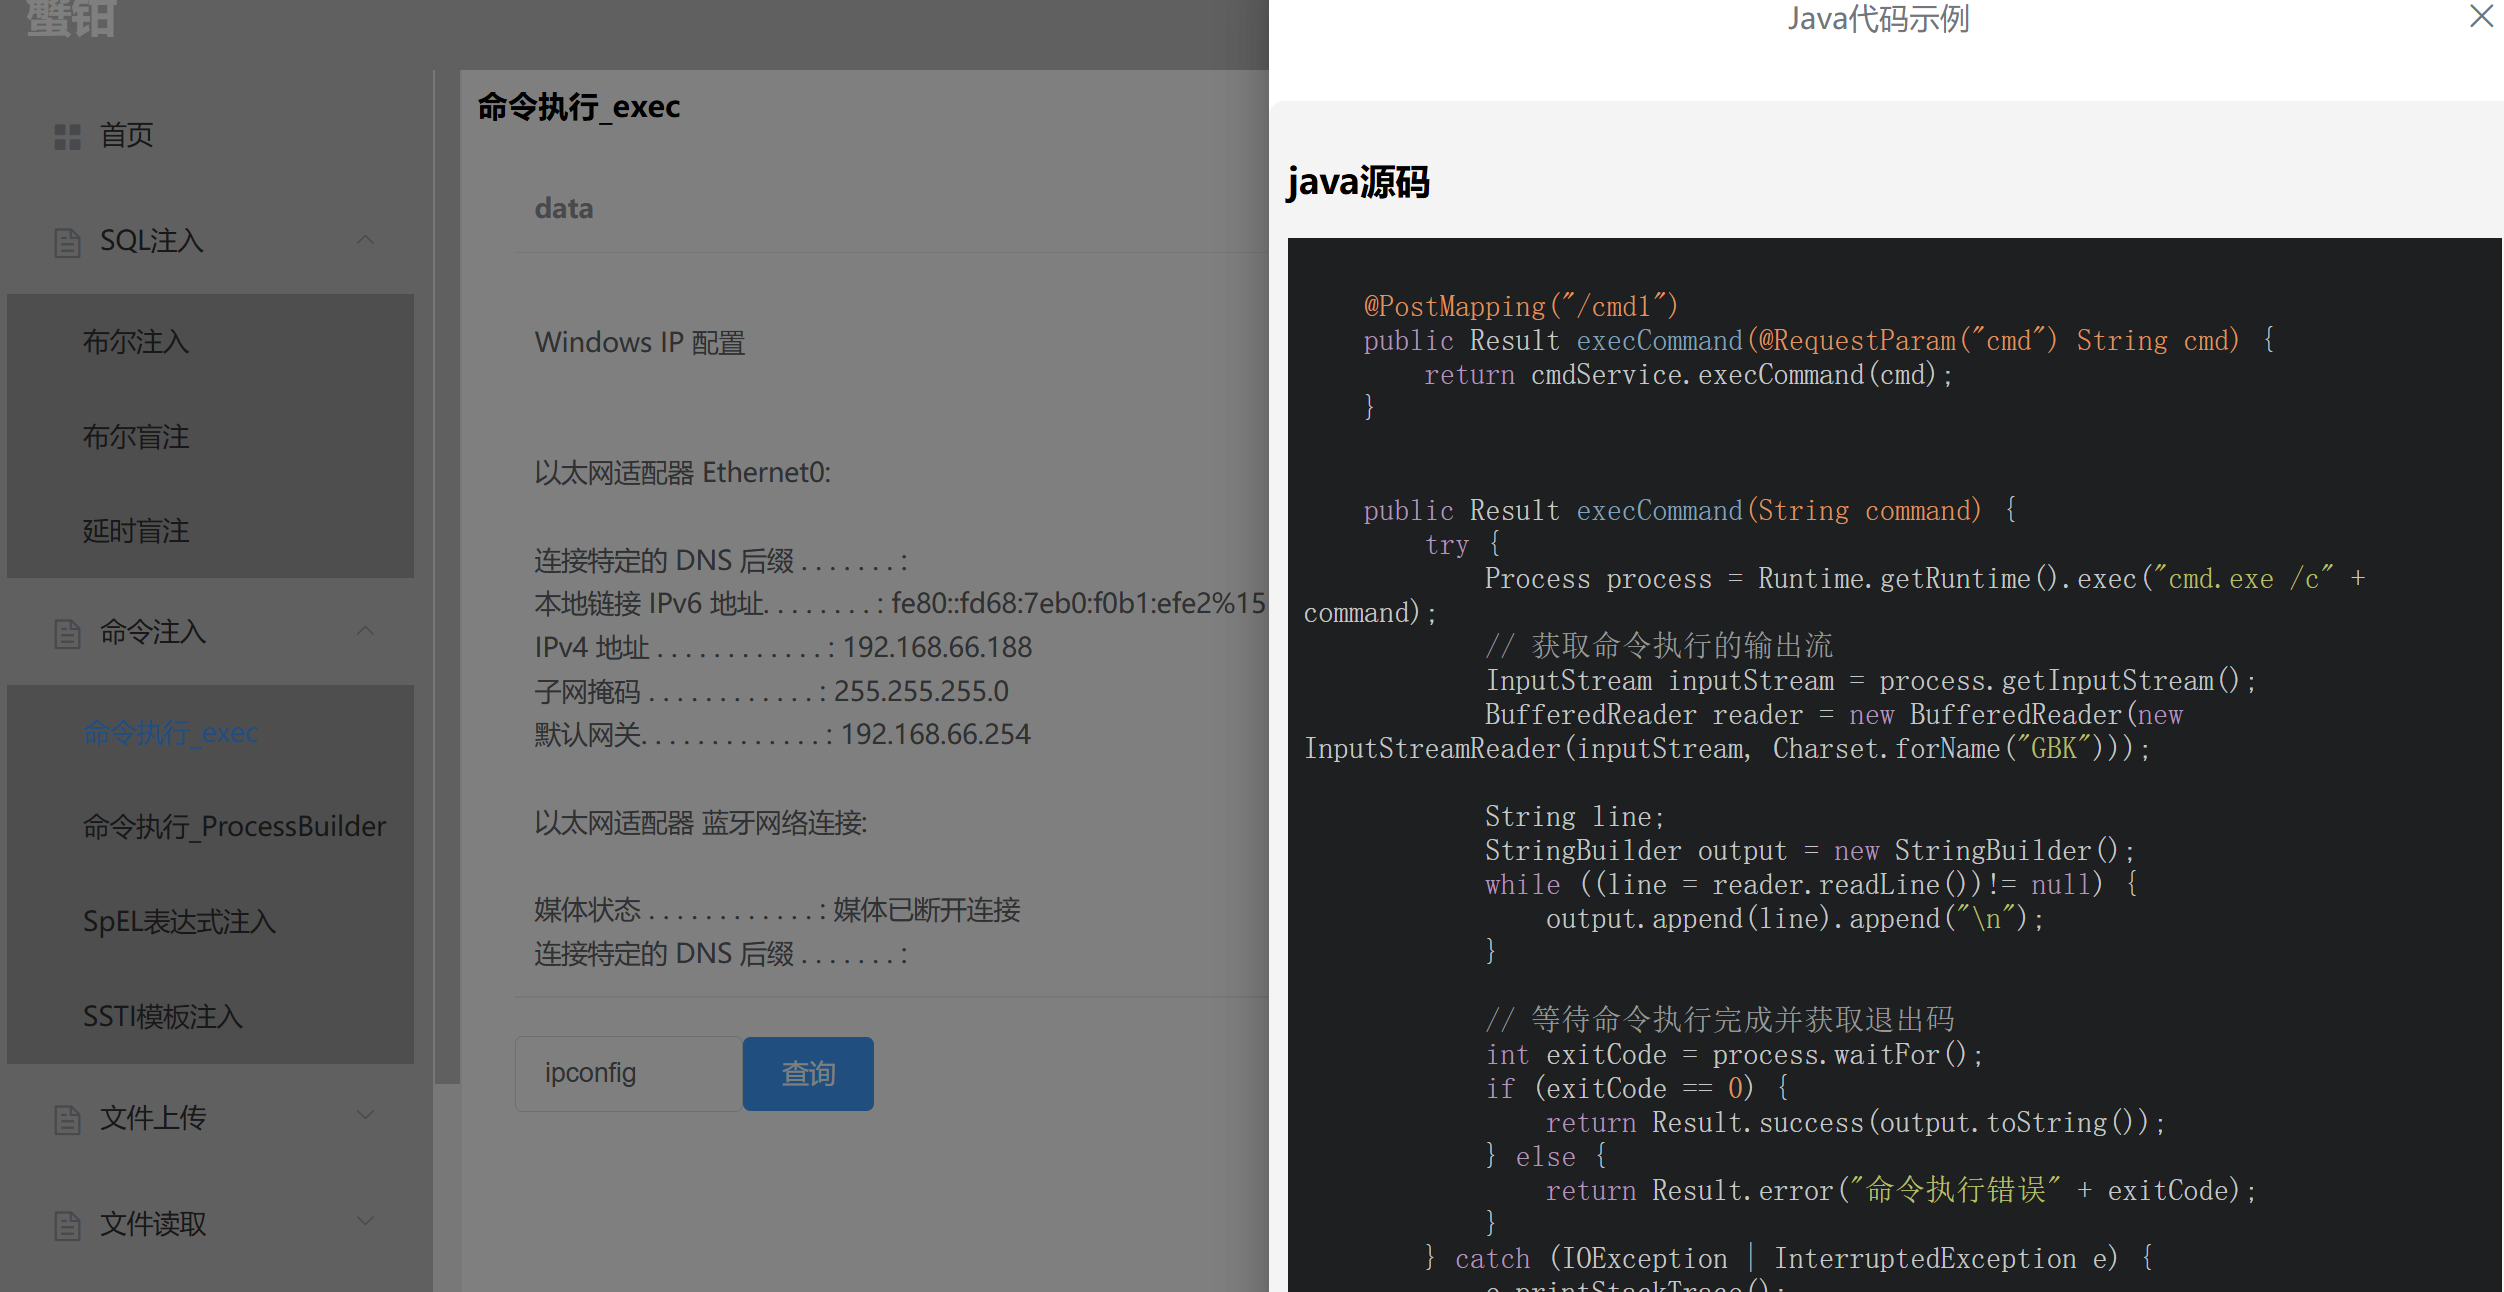 蟹钳
首页
SQL注入
布尔注入
布尔盲注
延时盲注
命令注入
命令执行_exec
命令执行_ProcessBuilder
SpEL表达式注入
SSTI模板注入
文件上传
文件读取
命令执行_exec
data
Windows IP 配置
以太网适配器 Ethernet0:
连接特定的 DNS 后缀 . . . . . . . :
本地链接 IPv6 地址. . . . . . . . : fe80::fd68:7eb0:f0b1:efe2%15
IPv4 地址 . . . . . . . . . . . . : 192.168.66.188
子网掩码 . . . . . . . . . . . . : 255.255.255.0
默认网关. . . . . . . . . . . . . : 192.168.66.254
以太网适配器 蓝牙网络连接:
媒体状态 . . . . . . . . . . . . : 媒体已断开连接
连接特定的 DNS 后缀 . . . . . . . :
ipconfig
查询
Java代码示例
java源码
@PostMapping("/cmd1")
public Result execCommand(@RequestParam("cmd") String cmd) {
return cmdService.execCommand(cmd);
}
public Result execCommand(String command) {
try {
Process process = Runtime.getRuntime().exec("cmd.exe /c" +
command);
// 获取命令执行的输出流
InputStream inputStream = process.getInputStream();
BufferedReader reader = new BufferedReader(new
InputStreamReader(inputStream, Charset.forName("GBK")));
String line;
StringBuilder output = new StringBuilder();
while ((line = reader.readLine())!= null) {
output.append(line).append("\n");
}
// 等待命令执行完成并获取退出码
int exitCode = process.waitFor();
if (exitCode == 0) {
return Result.success(output.toString());
} else {
return Result.error("命令执行错误" + exitCode);
}
} catch (IOException | InterruptedException e) {
e.printStackTrace();